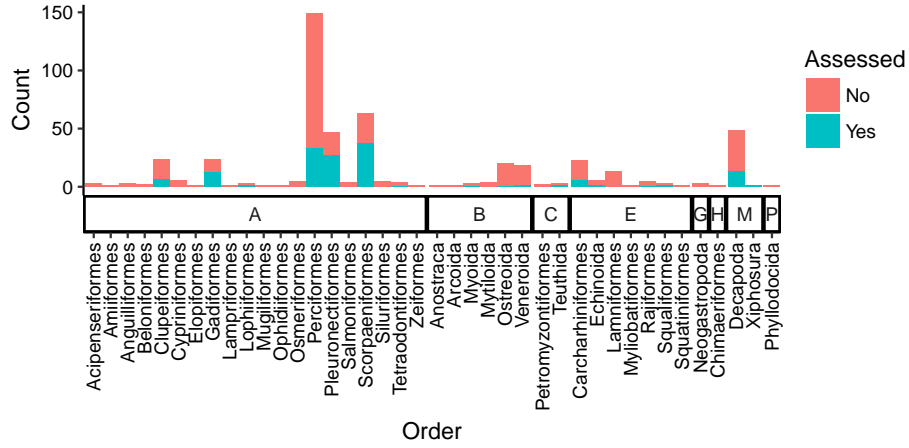 150
100
50
0
Count
Assessed
No
Yes
A
B
C
E
G
H
M
P
Acipenseriformes
Amiiformes
Anguilliformes
Beloniformes
Clupeiformes
Cypriniformes
Elopiformes
Gadiformes
Lampriformes
Lophiiformes
Mugiliformes
Ophidiiformes
Osmeriformes
Perciformes
Pleuronectiformes
Salmoniformes
Scorpaeniformes
Siluriformes
Tetraodontiformes
Zeiformes
Anostraca
Arcoida
Myoida
Mytiloida
Ostreoida
Veneroida
Petromyzontiformes
Teuthida
Carcharhiniformes
Echinoida
Lamniformes
Myliobatiformes
Rajiformes
Squaliformes
Squatiniformes
Neogastropoda
Chimaeriformes
Decapoda
Xiphosura
Phyllodocida
Order